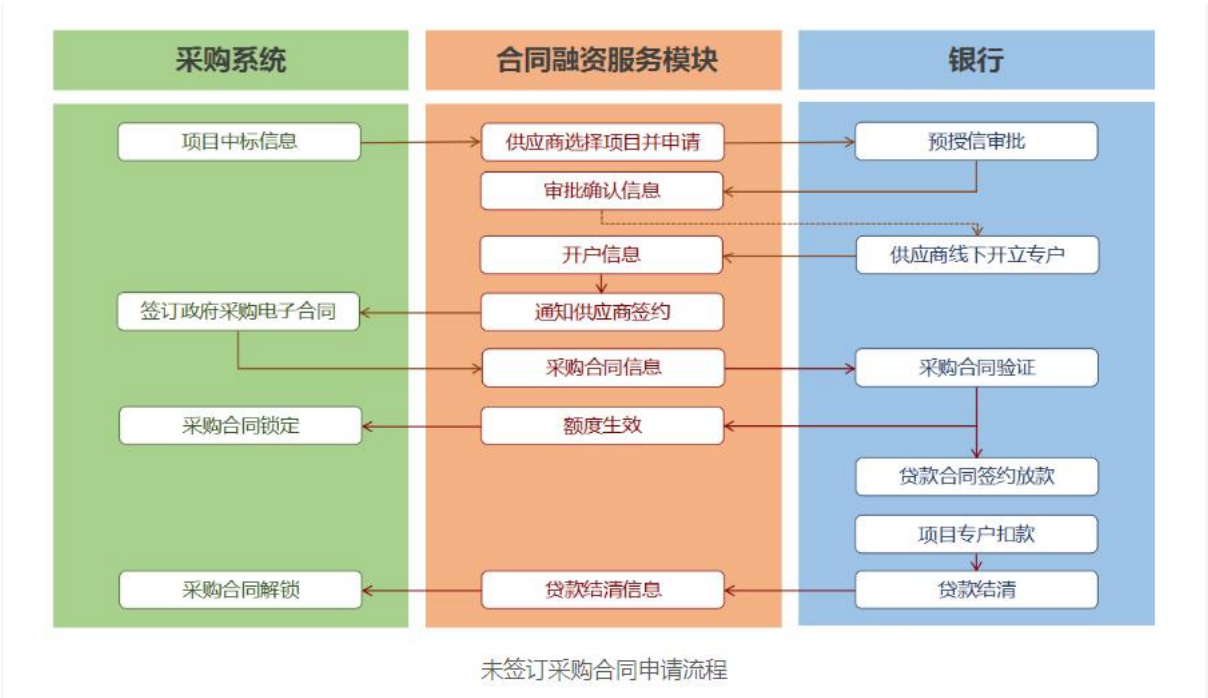 采购系统
合同融资服务模块
银行
项目中标信息
供应商选择项目并申请
预授信审批
审批确认信息
开户信息
供应商线下开立专户
签订政府采购电子合同
通知供应商签约
采购合同信息
采购合同验证
采购合同锁定
额度生效
贷款合同签约放款
项目专户扣款
采购合同解锁
贷款结清信息
贷款结清
未签订采购合同申请流程